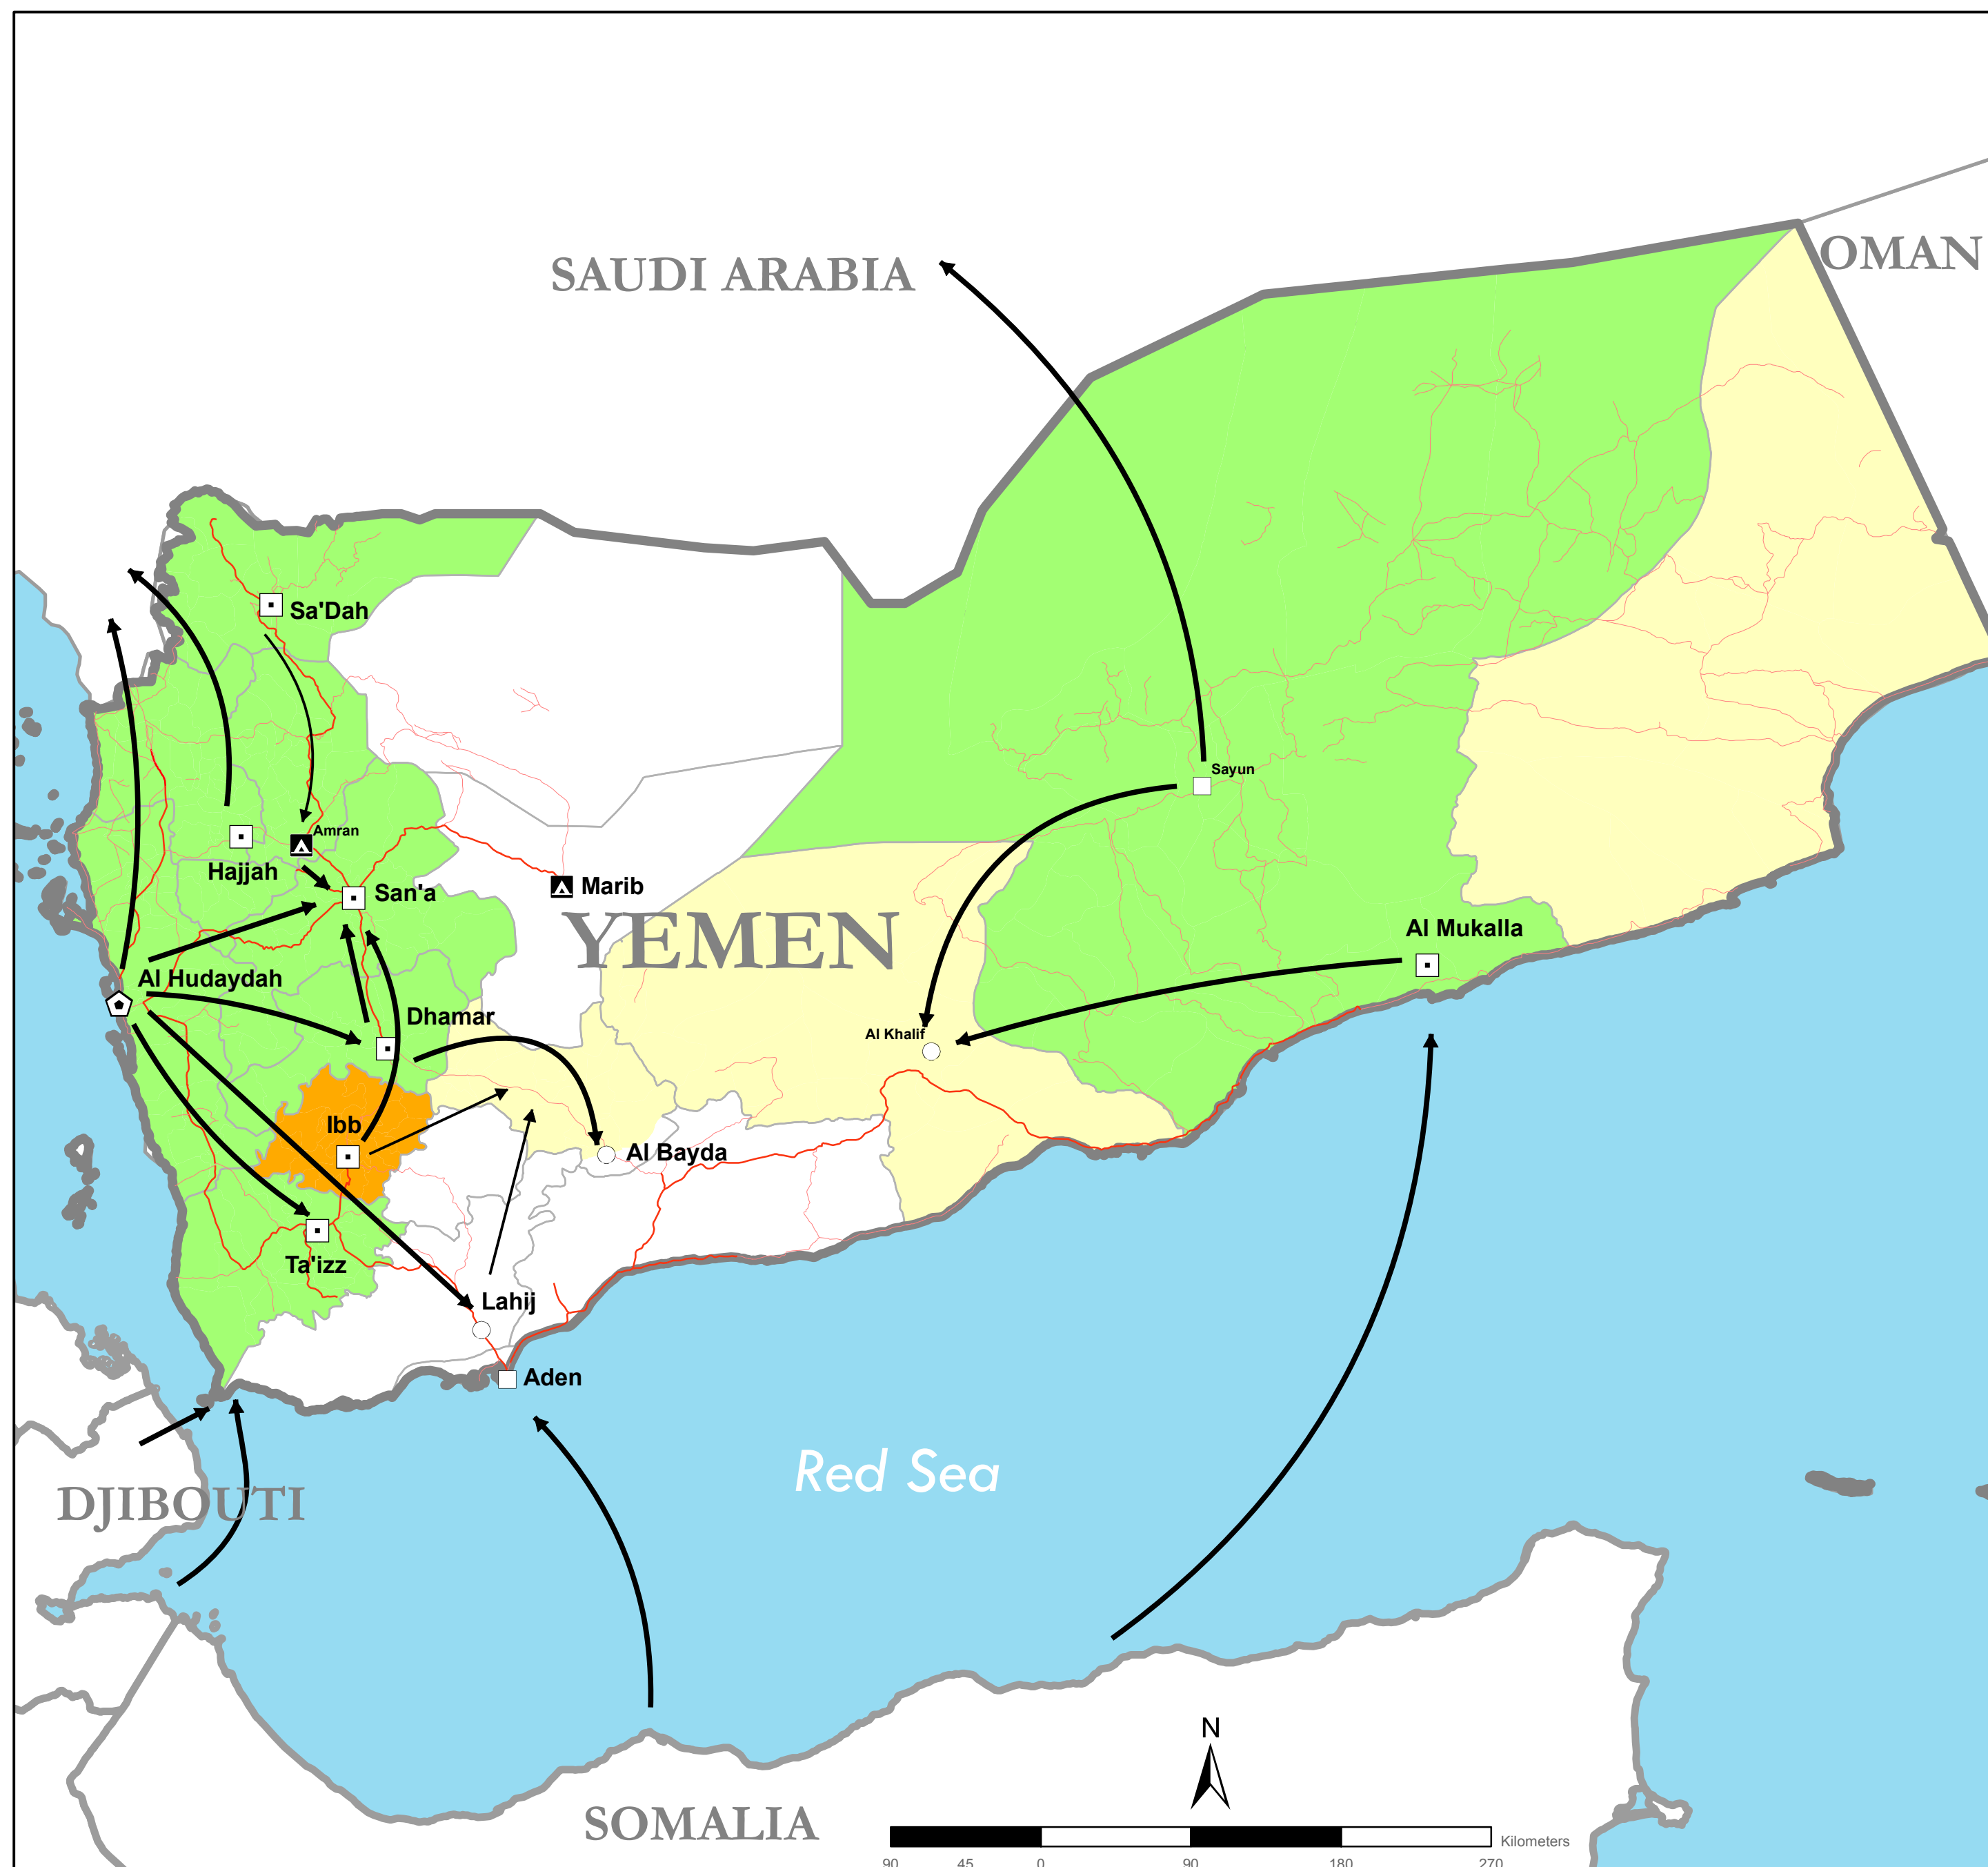 SAUDI ARABIA
OMAN
Sa'Dah
Sayun
Amran
Hajjah
San'a
Marib
YEMEN
Al Mukalla
Al Hudaydah
Dhamar
Al Khalif
Ibb
Al Bayda
Ta'izz
Lahij
Aden
Red Sea
DJIBOUTI
N
SOMALIA
Kilometers
90 45 0 90 180 270